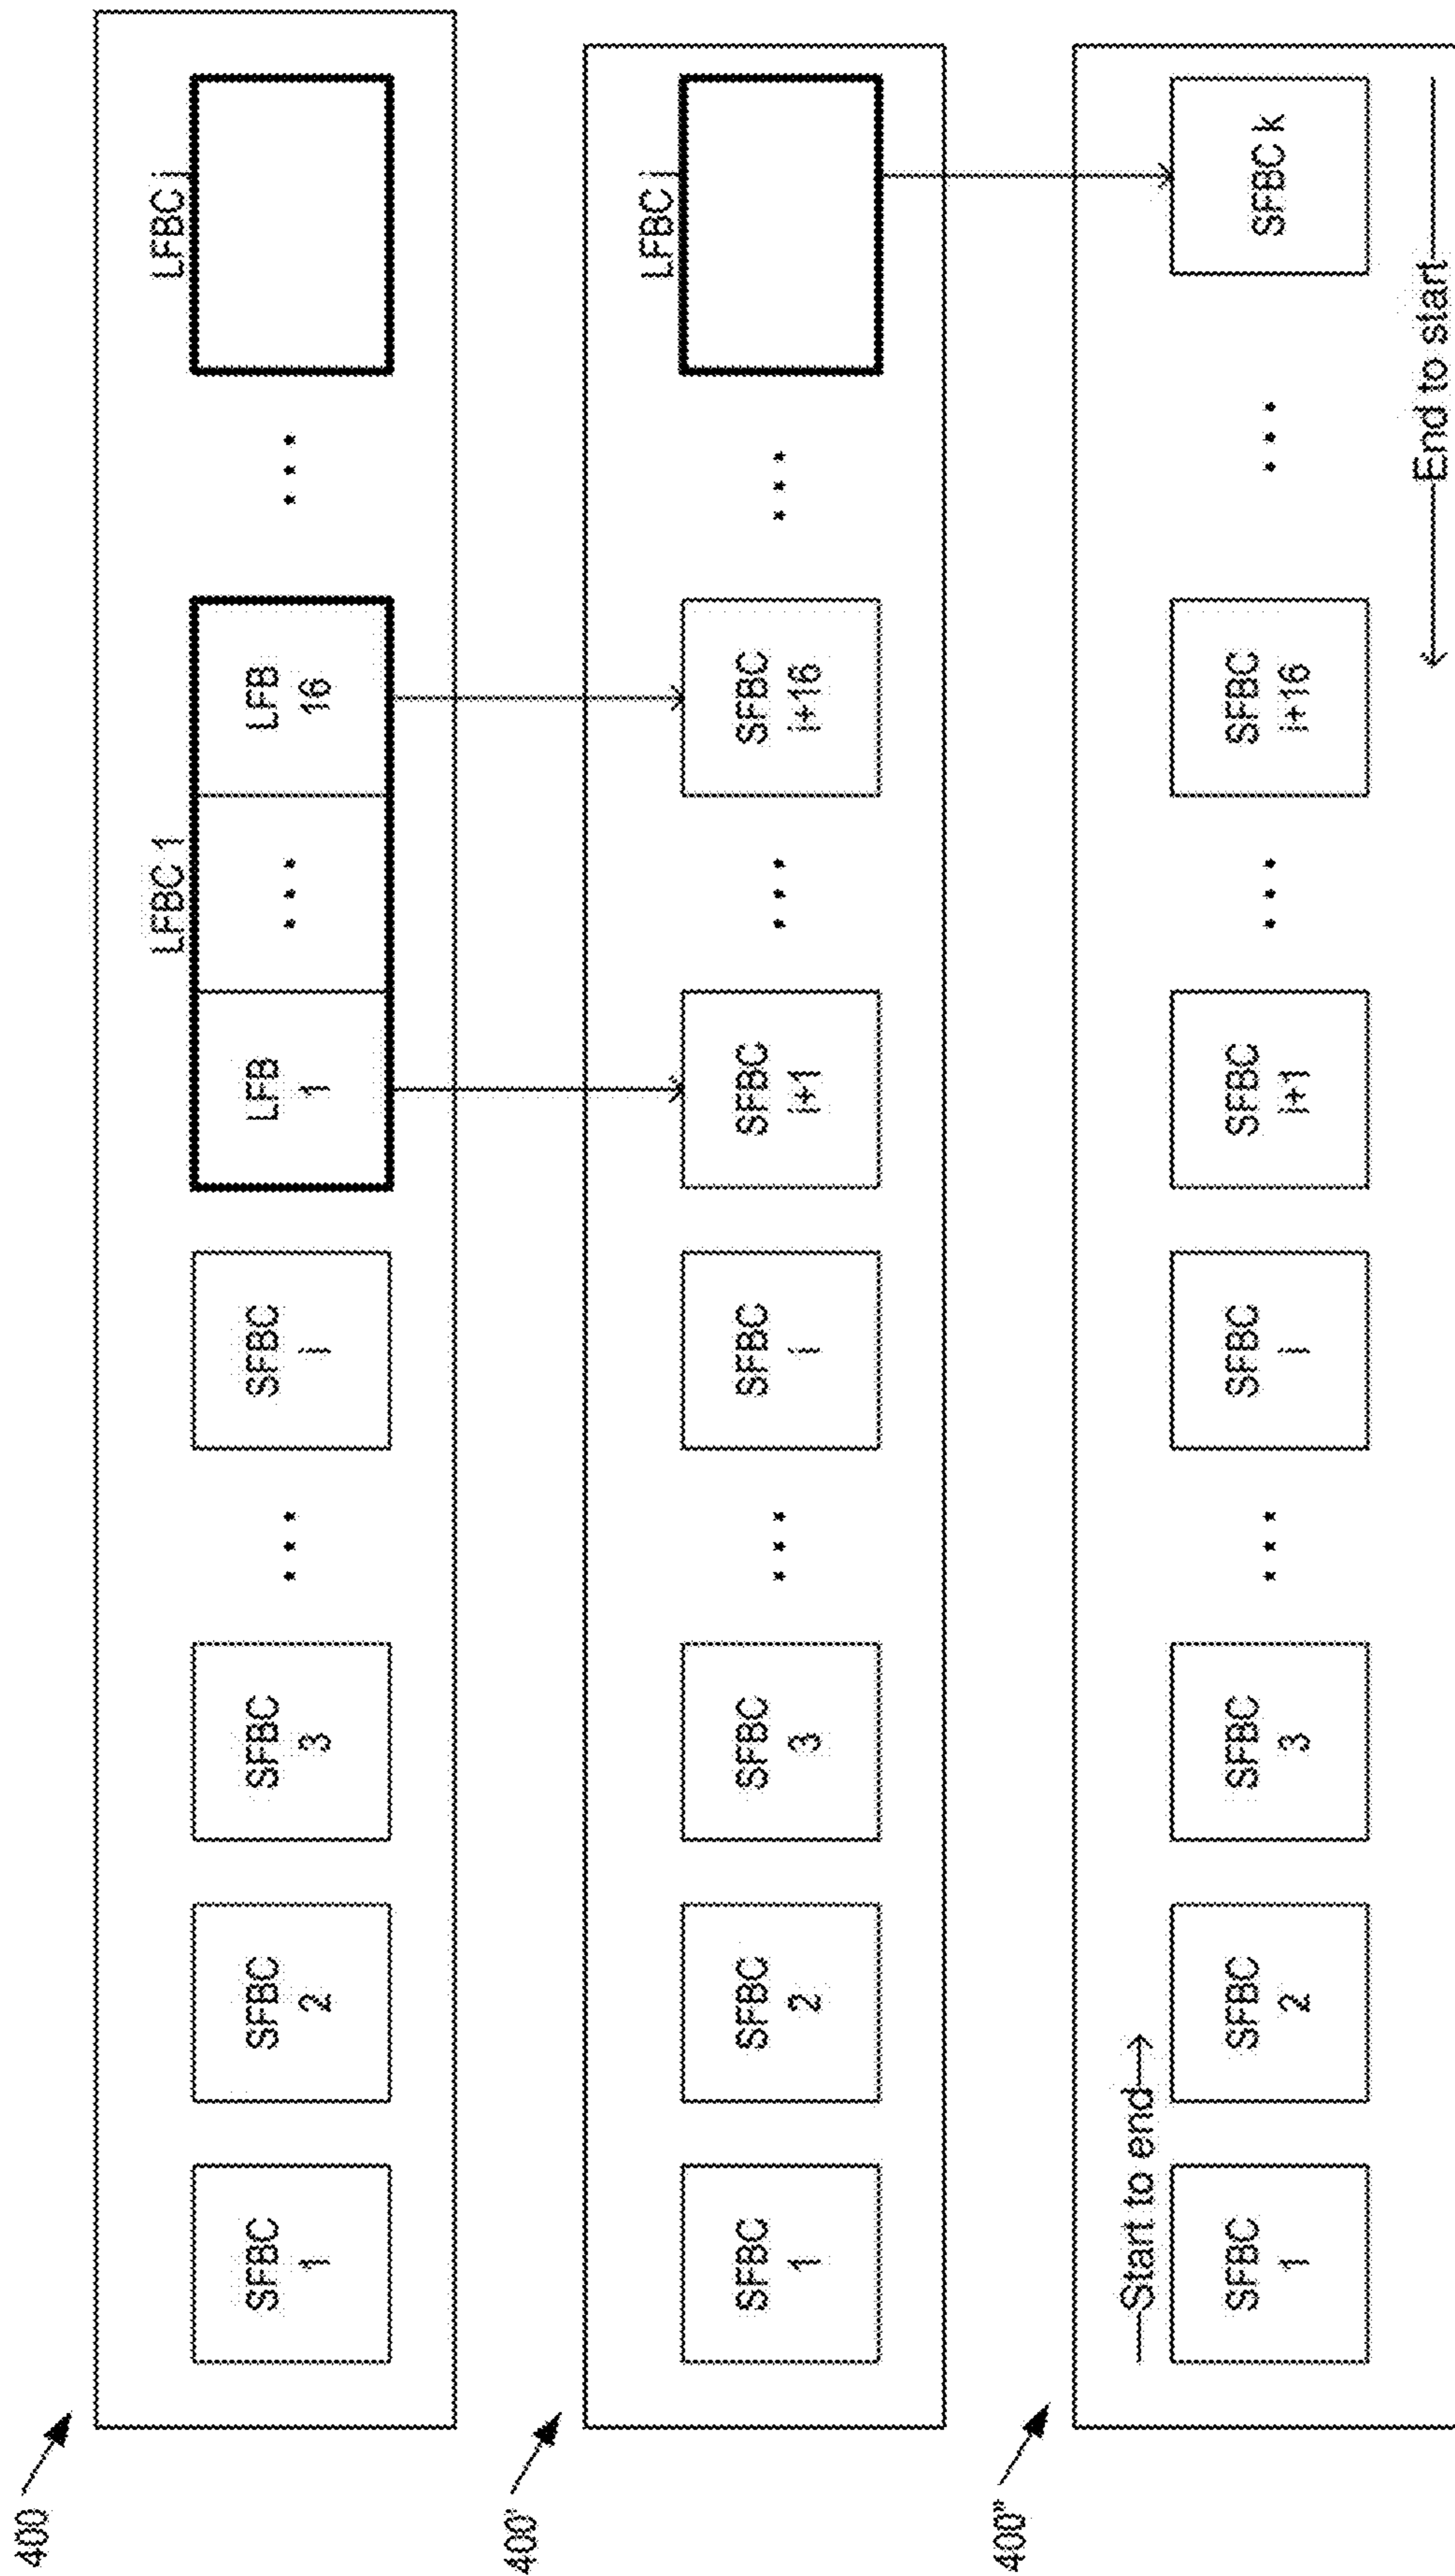 400
LFBC 1
LFBC j
SFBC
1
SFBC
2
SFBC
3
...
SFBC
i
LFB
1
...
LFB
16
...
400'
LFBC j
SFBC
1
SFBC
2
SFBC
3
...
SFBC
i
SFBC
i+1
...
SFBC
i+16
...
400"
Start to end
SFBC
1
SFBC
2
SFBC
3
...
SFBC
i
SFBC
i+1
...
SFBC
i+16
...
SFBC k
End to start